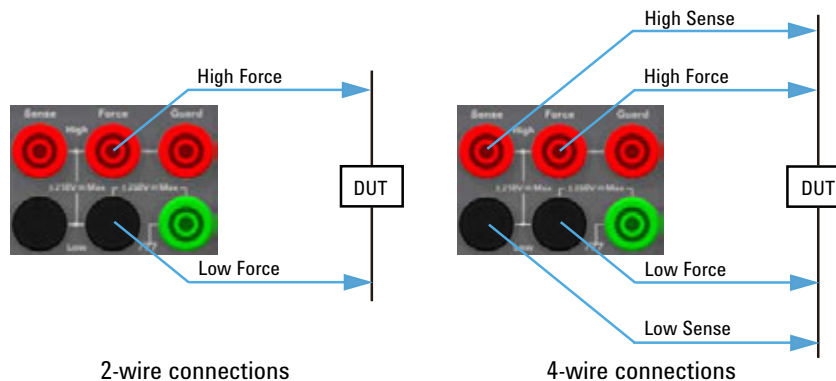 High Force
Sense Force Guard
High
Low
Low Force
DUT
2-wire connections
High Sense
High Force
Sense Force Guard
High
Low
Low Force
Low Sense
DUT
4-wire connections